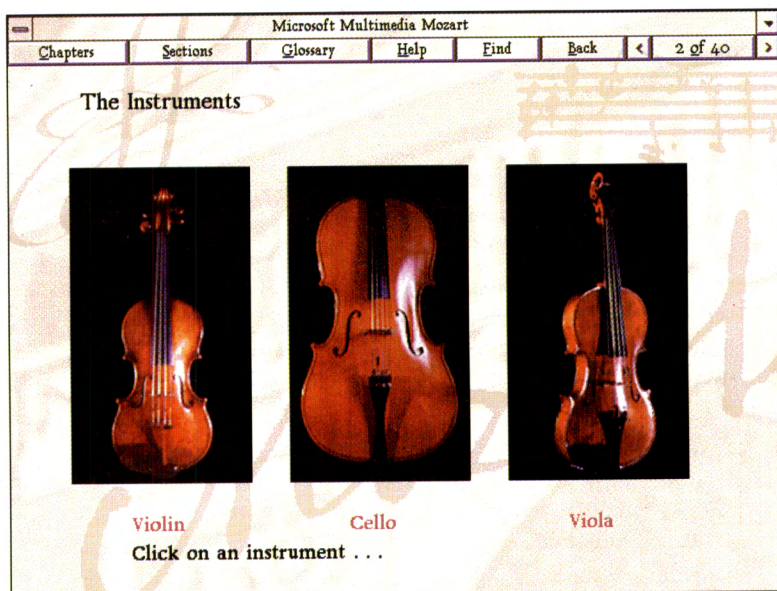 Microsoft Multimedia Mozart
Chapters Sections Glossary Help Find Back < 2 of 40 >
The Instruments
Violin Cello Viola
Click on an instrument . . .